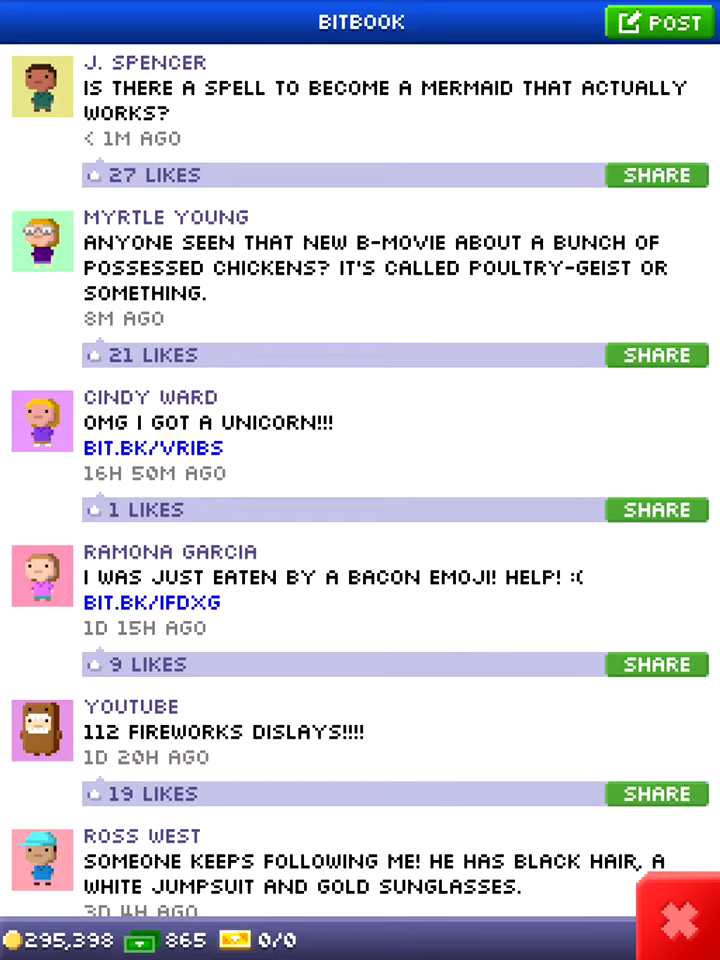 BITBOOK
POST
J. SPENCER
IS THERE A SPELL TO BECOME A MERMAID THAT ACTUALLY
WORKS?
< 1M AGO
27 LIKES
SHARE
MYRTLE YOUNG
ANYONE SEEN THAT NEW B-MOVIE ABOUT A BUNCH OF
POSSESSED CHICKENS? IT'S CALLED POULTRY-GEIST OR
SOMETHING.
8M AGO
21 LIKES
SHARE
CINDY WARD
OMG I GOT A UNICORN!!!
BIT.BK/VRIBS
16H 50M AGO
1 LIKES
SHARE
RAMONA GARCIA
I WAS JUST EATEN BY A BACON EMOJI! HELP! :(
BIT.BK/IFDXG
1D 15H AGO
9 LIKES
SHARE
YOUTUBE
112 FIREWORKS DISLAYS!!!!
1D 20H AGO
19 LIKES
SHARE
ROSS WEST
SOMEONE KEEPS FOLLOWING ME! HE HAS BLACK HAIR, A
WHITE JUMPSUIT AND GOLD SUNGLASSES.
3D 4H AGO
295,398 865 0/0